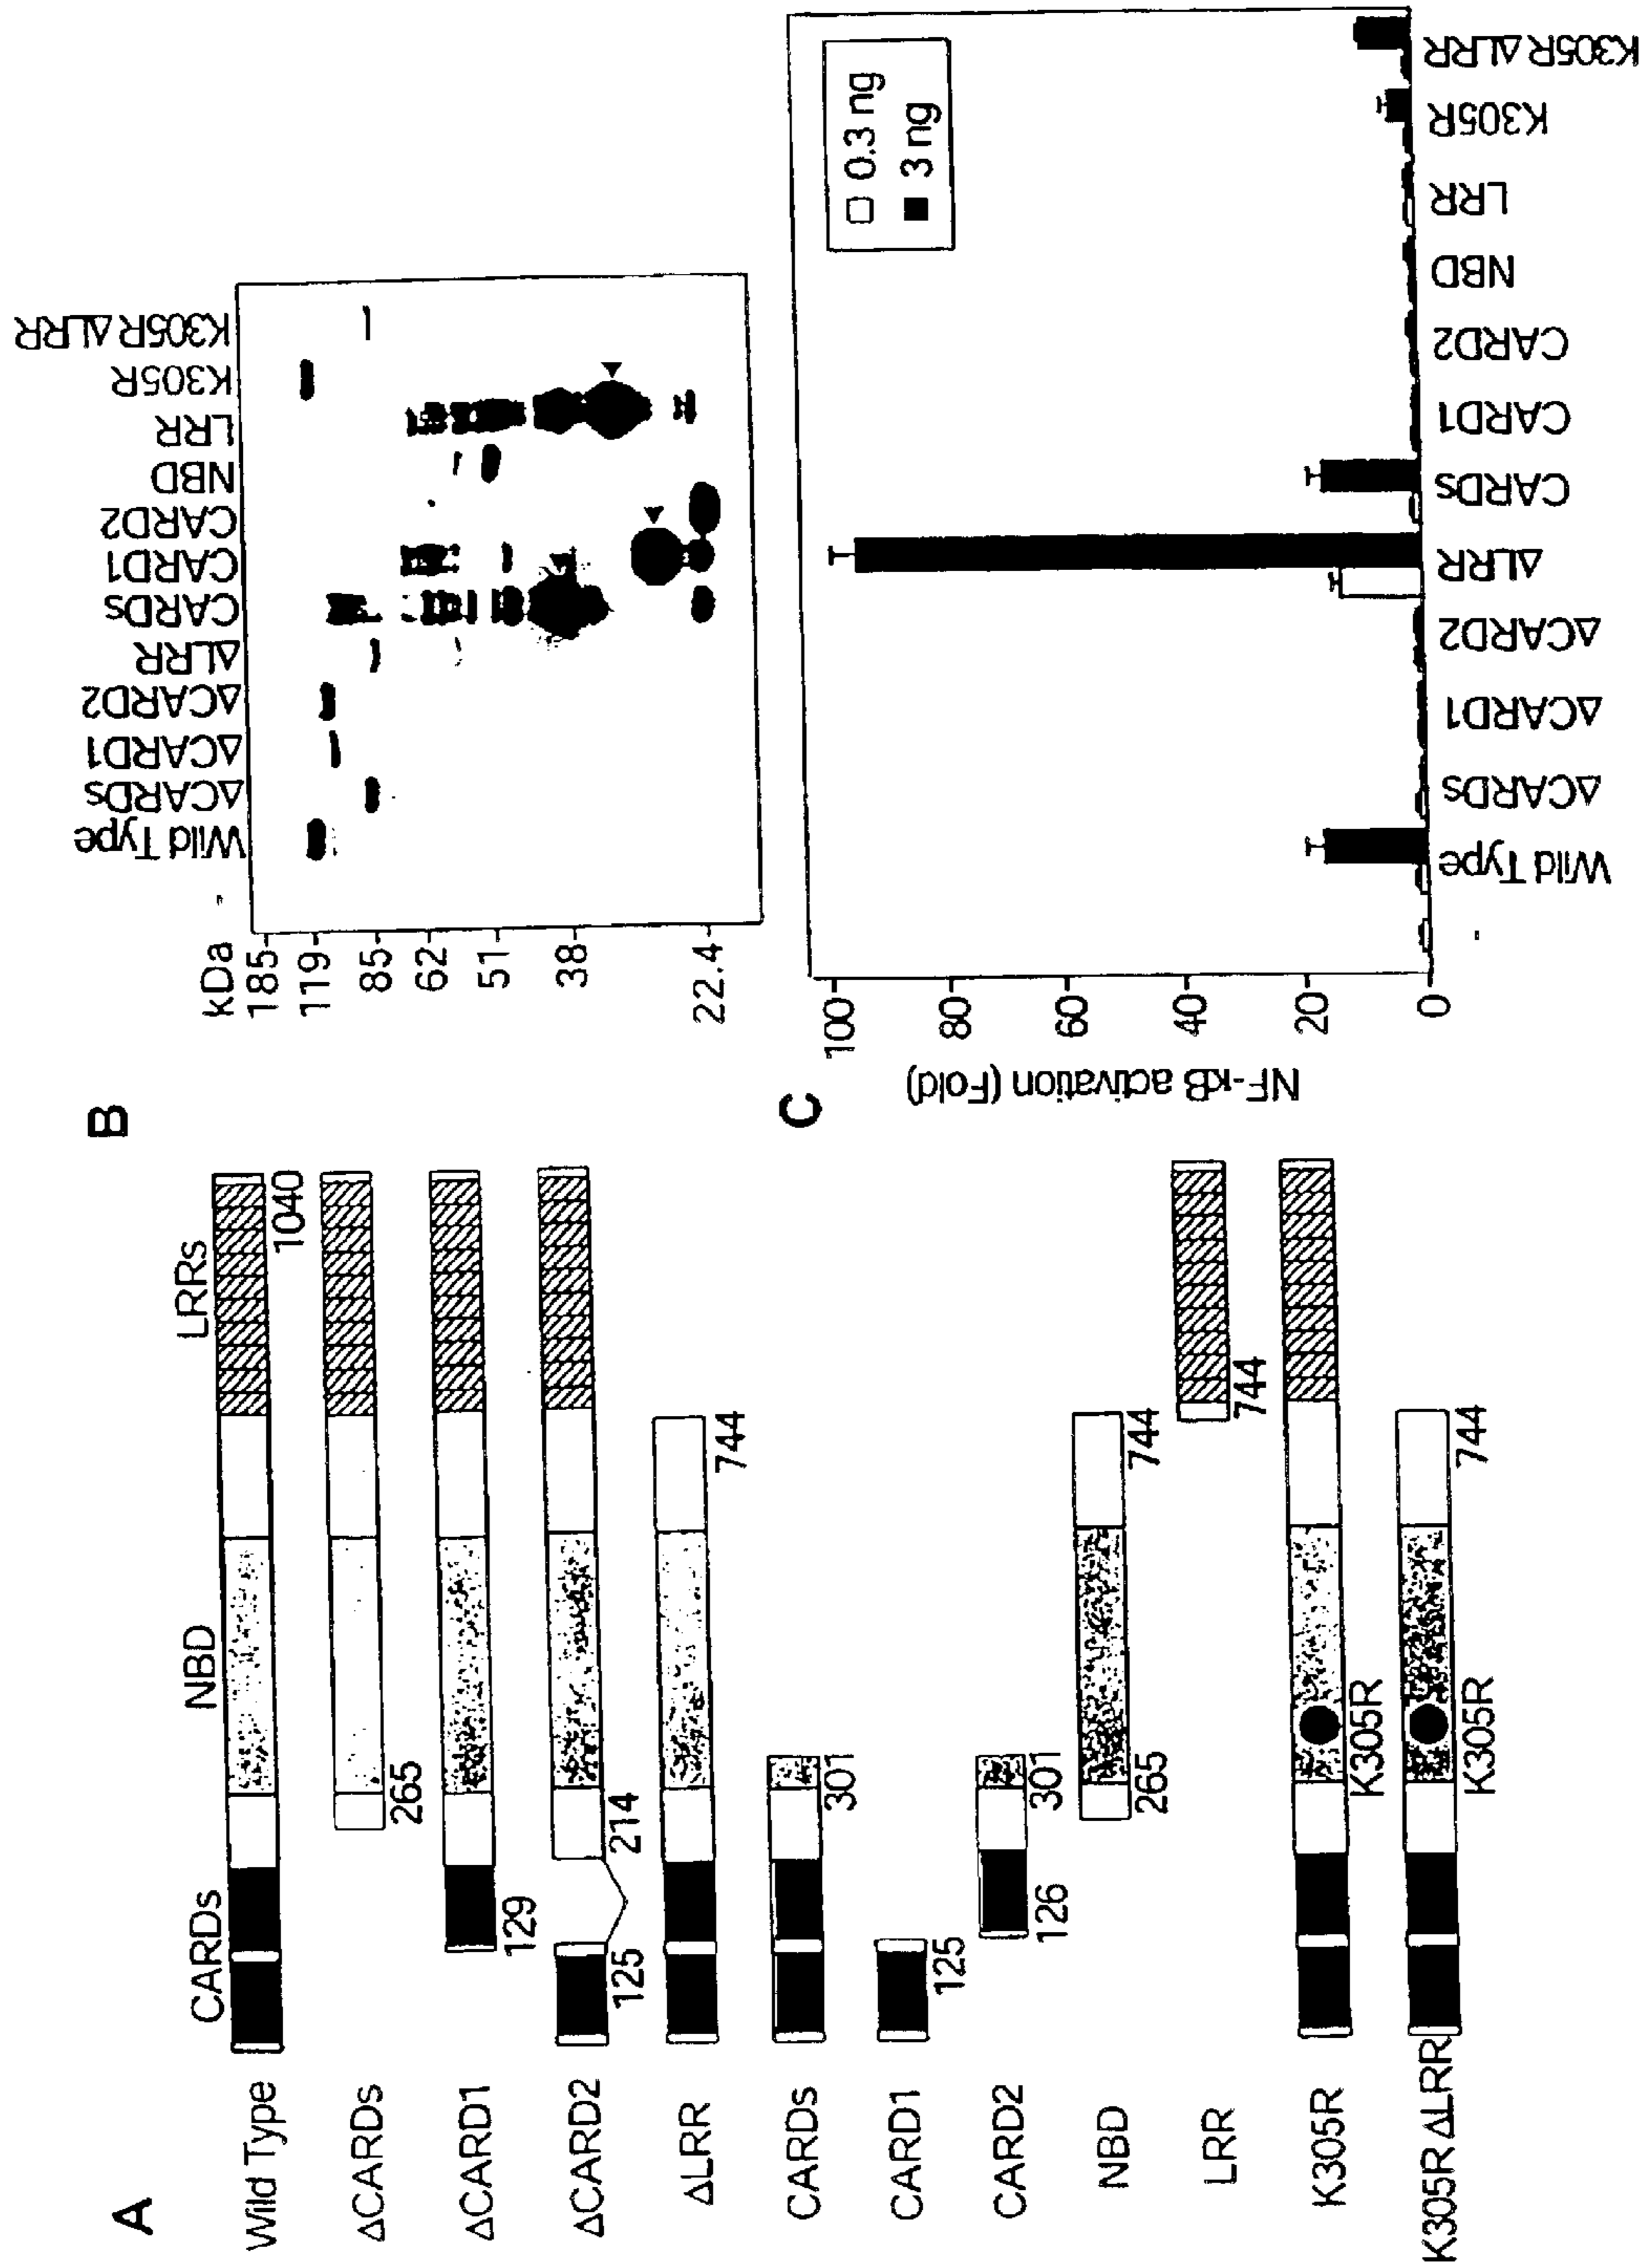 A
CARDs NBD LRRs
Wild Type 1040
ΔCARDs 265
ΔCARD1 129
ΔCARD2 125 214
ΔLRR 744
CARDs 301
CARD1 125
CARD2 126 301
NBD 265 744
LRR 744
K305R K305R
K305R ΔLRR K305R 744
B
kDa - Wild Type ΔCARDs ΔCARD1 ΔCARD2 ΔLRR CARDs CARD1 CARD2 NBD LRR K305R K305R ΔLRR
185
119
85
62
51
38
22.4
C
NF-κB activation (Fold)
100
80
60
40
20
0
0.3 ng
3 ng
- Wild Type ΔCARDs ΔCARD1 ΔCARD2 ΔLRR CARDs CARD1 CARD2 NBD LRR K305R K305R ΔLRR